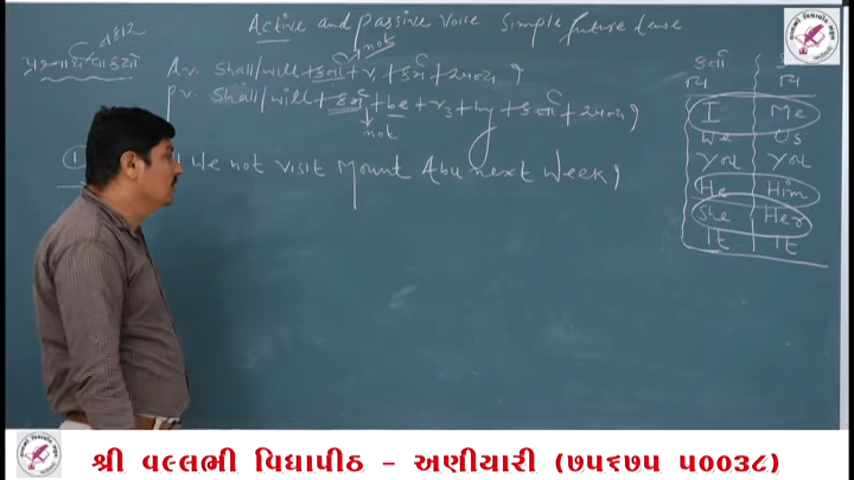 Active and Passive Voice Simple future tense
નકાર
પ્રશ્નાર્થ વાક્યો
not
A.V. Shall/will + કર્તા + V1 + કર્મ + અન્ય ?
P.V. Shall/will + કર્મ + be + V3 + by + કર્તા + અન્ય ?
not
① We not visit Mount Abu next week ?
કર્તા
I Me
We Us
You You
He Him
She Her
It It
શ્રી વલ્લભી વિદ્યાપીઠ - અણીયારી (૭૫૬૭૫ ૫૦૦૩૮)